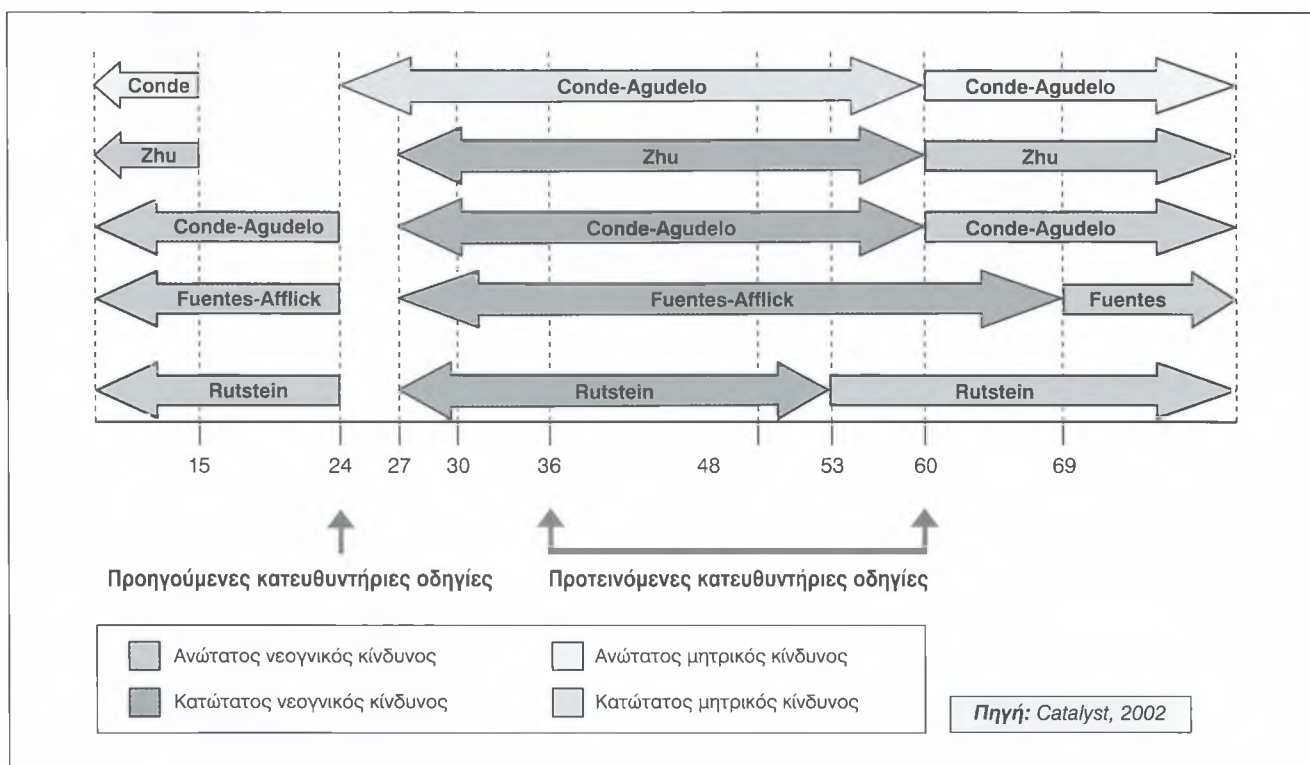 Conde Conde-Agudelo Conde-Agudelo
Zhu Zhu Zhu
Conde-Agudelo Conde-Agudelo Conde-Agudelo
Fuentes-Afflick Fuentes-Afflick Fuentes
Rutstein Rutstein Rutstein
15 24 27 30 36 48 53 60 69
Προηγούμενες κατευθυντήριες οδηγίες Προτεινόμενες κατευθυντήριες οδηγίες
Ανώτατος νεογνικός κίνδυνος Ανώτατος μητρικός κίνδυνος
Κατώτατος νεογνικός κίνδυνος Κατώτατος μητρικός κίνδυνος
Πηγή: Catalyst, 2002